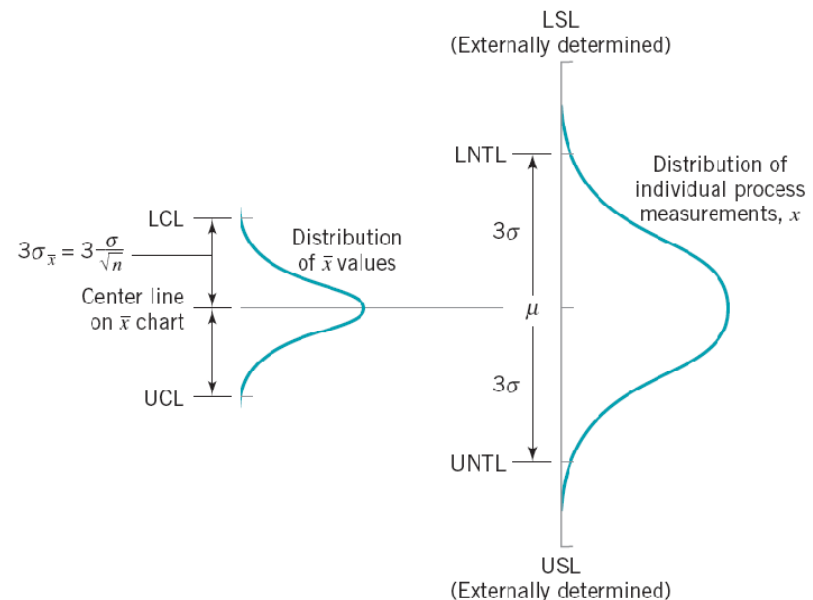 LSL
(Externally determined)
LNTL
Distribution of
individual process
measurements, x
LCL
3σx̄ = 3 σ/√n
Distribution
of x̄ values
3σ
Center line
on x̄ chart
μ
UCL
3σ
UNTL
USL
(Externally determined)